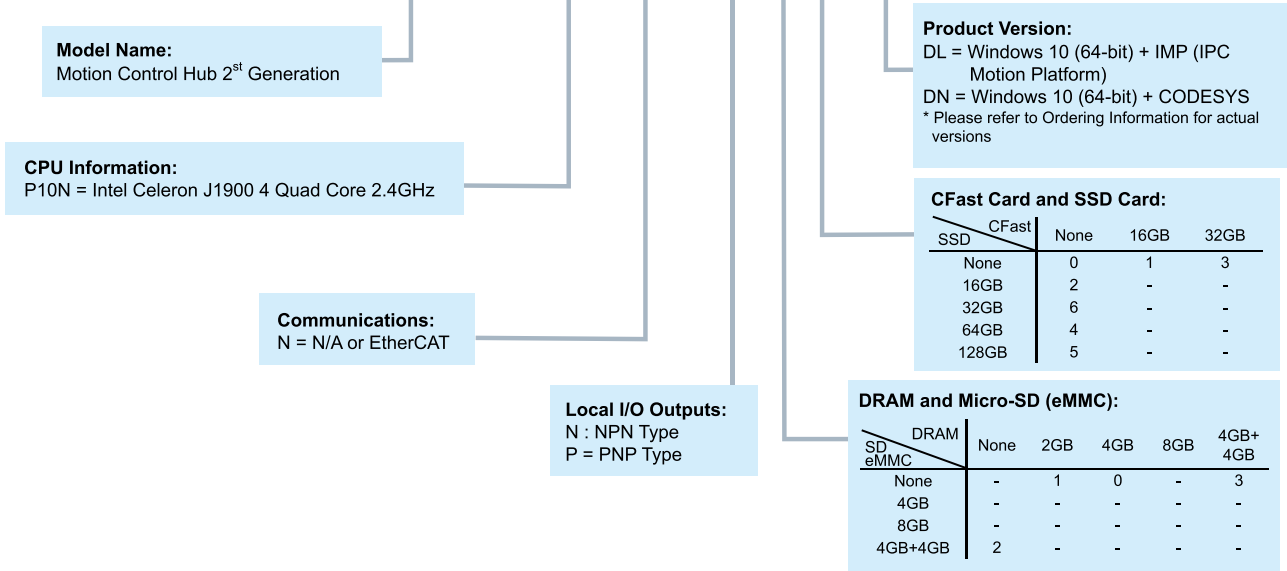 Model Name:
Motion Control Hub 2st Generation
CPU Information:
P10N = Intel Celeron J1900 4 Quad Core 2.4GHz
Communications:
N = N/A or EtherCAT
Local I/O Outputs:
N : NPN Type
P = PNP Type
Product Version:
DL = Windows 10 (64-bit) + IMP (IPC
Motion Platform)
DN = Windows 10 (64-bit) + CODESYS
* Please refer to Ordering Information for actual
versions
CFast Card and SSD Card:
SSD CFast None 16GB 32GB
None 0 1 3
16GB 2 - -
32GB 6 - -
64GB 4 - -
128GB 5 - -
DRAM and Micro-SD (eMMC):
SD eMMC DRAM None 2GB 4GB 8GB 4GB+ 4GB
None - 1 0 - 3
4GB - - - - -
8GB - - - - -
4GB+4GB 2 - - - -